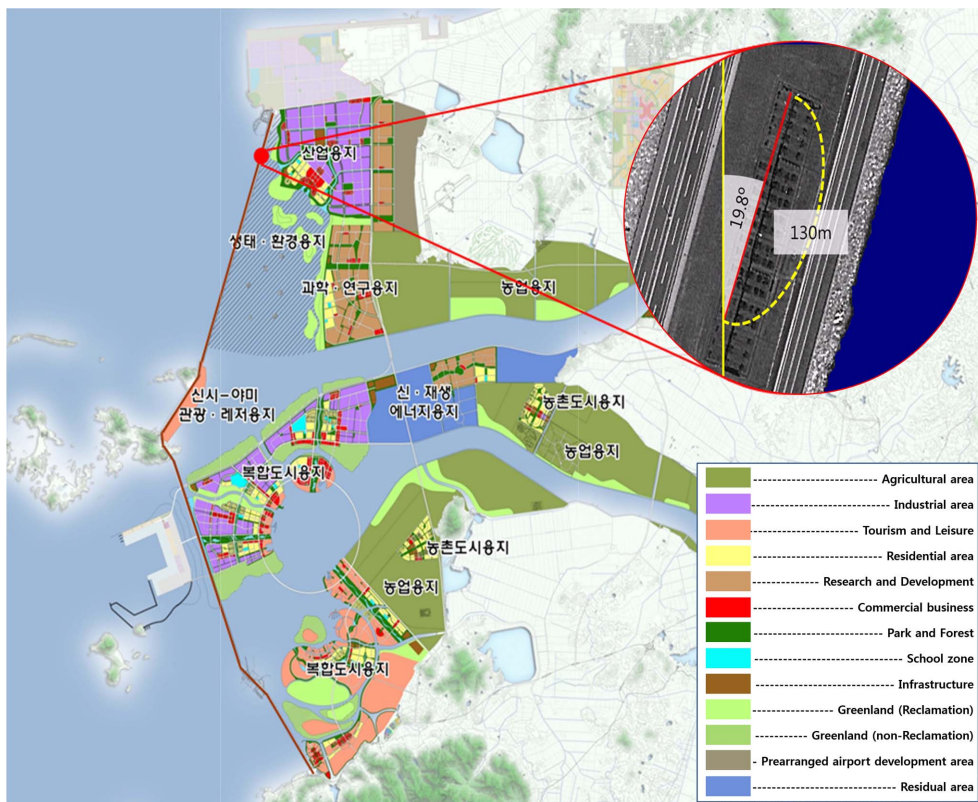 산업용지
생태·환경용지
과학·연구용지
농업용지
신시-야미
관광·레저용지
신·재생
에너지용지
농촌도시용지
농업용지
복합도시용지
농촌도시용지
농업용지
복합도시용지
19.8º
130m
Agricultural area
Industrial area
Tourism and Leisure
Residential area
Research and Development
Commercial business
Park and Forest
School zone
Infrastructure
Greenland (Reclamation)
Greenland (non-Reclamation)
Prearranged airport development area
Residual area